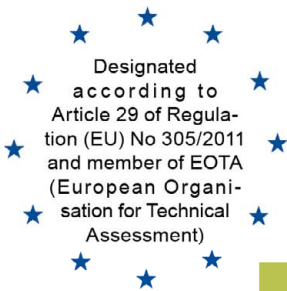 Designated
according to
Article 29 of Regula-
tion (EU) No 305/2011
and member of EOTA
(European Organi-
sation for Technical
Assessment)